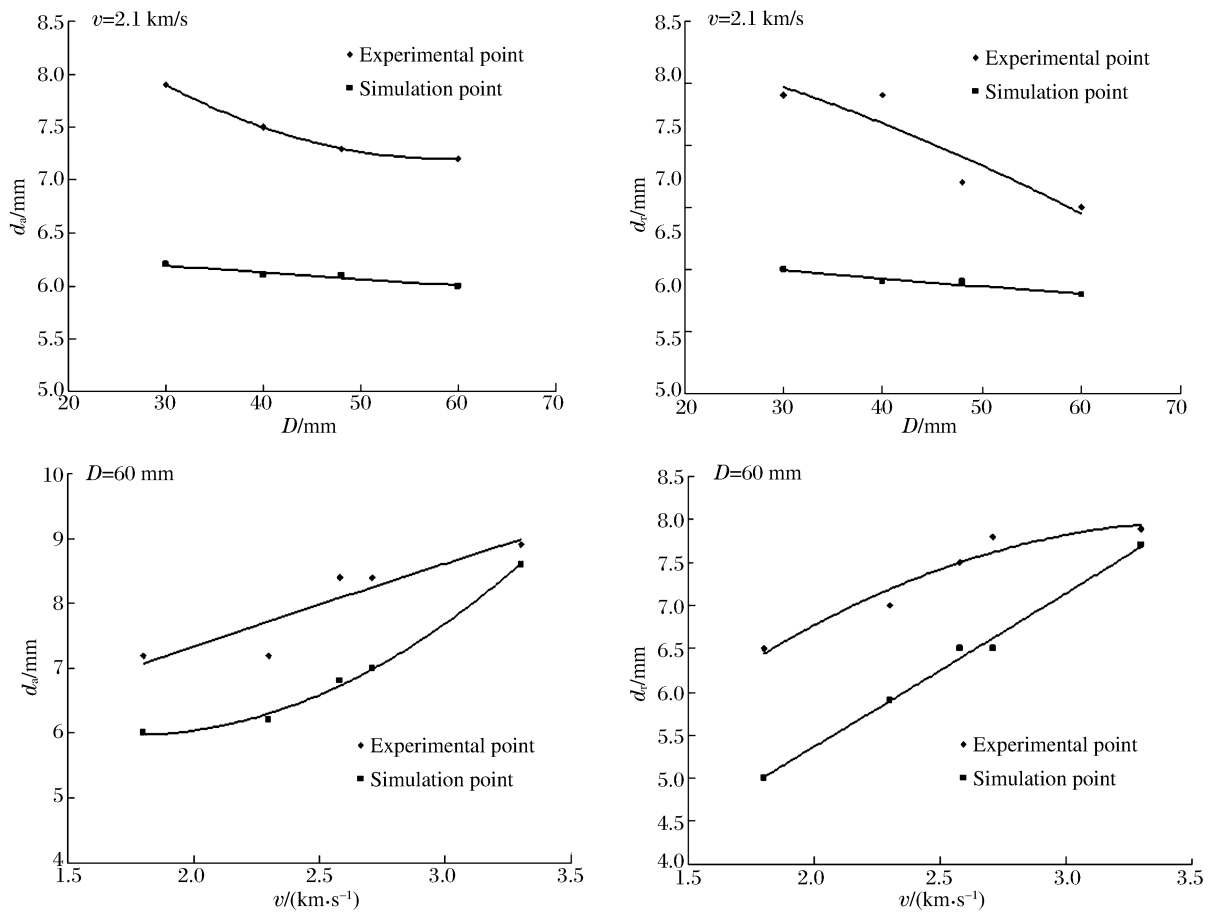 v=2.1 km/s
Experimental point
Simulation point
8.5
8.0
7.5
7.0
6.5
6.0
5.5
5.0
dₐ/mm
20 30 40 50 60 70
D/mm
v=2.1 km/s
Experimental point
Simulation point
8.5
8.0
7.5
7.0
6.5
6.0
5.5
5.0
dᵣ/mm
20 30 40 50 60 70
D/mm
D=60 mm
10
9
8
7
6
5
4
dₐ/mm
Experimental point
Simulation point
1.5 2.0 2.5 3.0 3.5
v/(km·s⁻¹)
D=60 mm
8.5
8.0
7.5
7.0
6.5
6.0
5.5
5.0
4.5
4.0
dᵣ/mm
Experimental point
Simulation point
1.5 2.0 2.5 3.0 3.5
v/(km·s⁻¹)